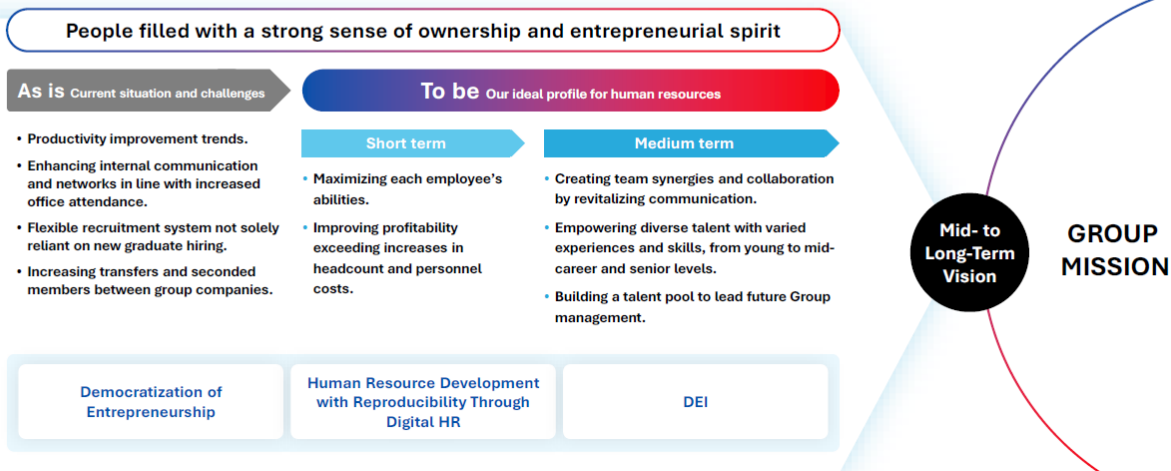 People filled with a strong sense of ownership and entrepreneurial spirit
As is Current situation and challenges
To be Our ideal profile for human resources
• Productivity improvement trends.
• Enhancing internal communication
and networks in line with increased
office attendance.
• Flexible recruitment system not solely
reliant on new graduate hiring.
• Increasing transfers and seconded
members between group companies.
Short term
• Maximizing each employee's
abilities.
• Improving profitability
exceeding increases in
headcount and personnel
costs.
Medium term
• Creating team synergies and collaboration
by revitalizing communication.
• Empowering diverse talent with varied
experiences and skills, from young to mid-
career and senior levels.
• Building a talent pool to lead future Group
management.
Democratization of
Entrepreneurship
Human Resource Development
with Reproducibility Through
Digital HR
DEI
Mid- to
Long-Term
Vision
GROUP
MISSION